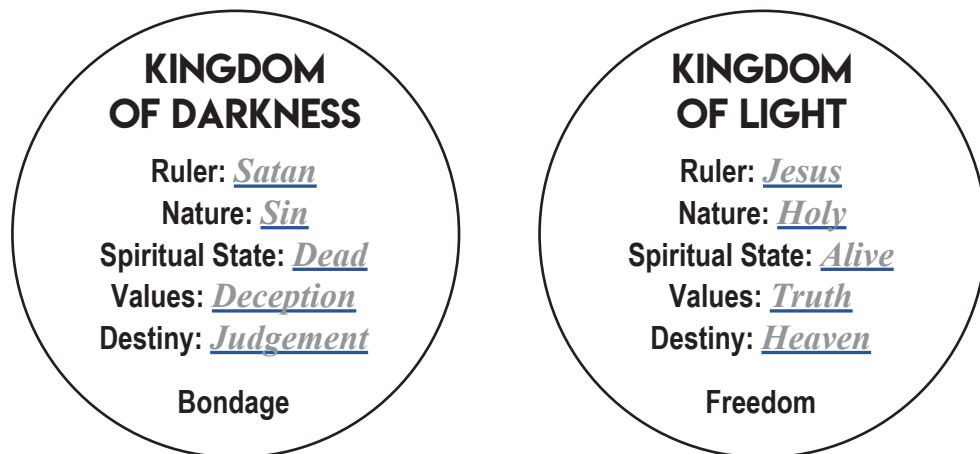 KINGDOM
OF DARKNESS
Ruler: Satan
Nature: Sin
Spiritual State: Dead
Values: Deception
Destiny: Judgement
Bondage
KINGDOM
OF LIGHT
Ruler: Jesus
Nature: Holy
Spiritual State: Alive
Values: Truth
Destiny: Heaven
Freedom